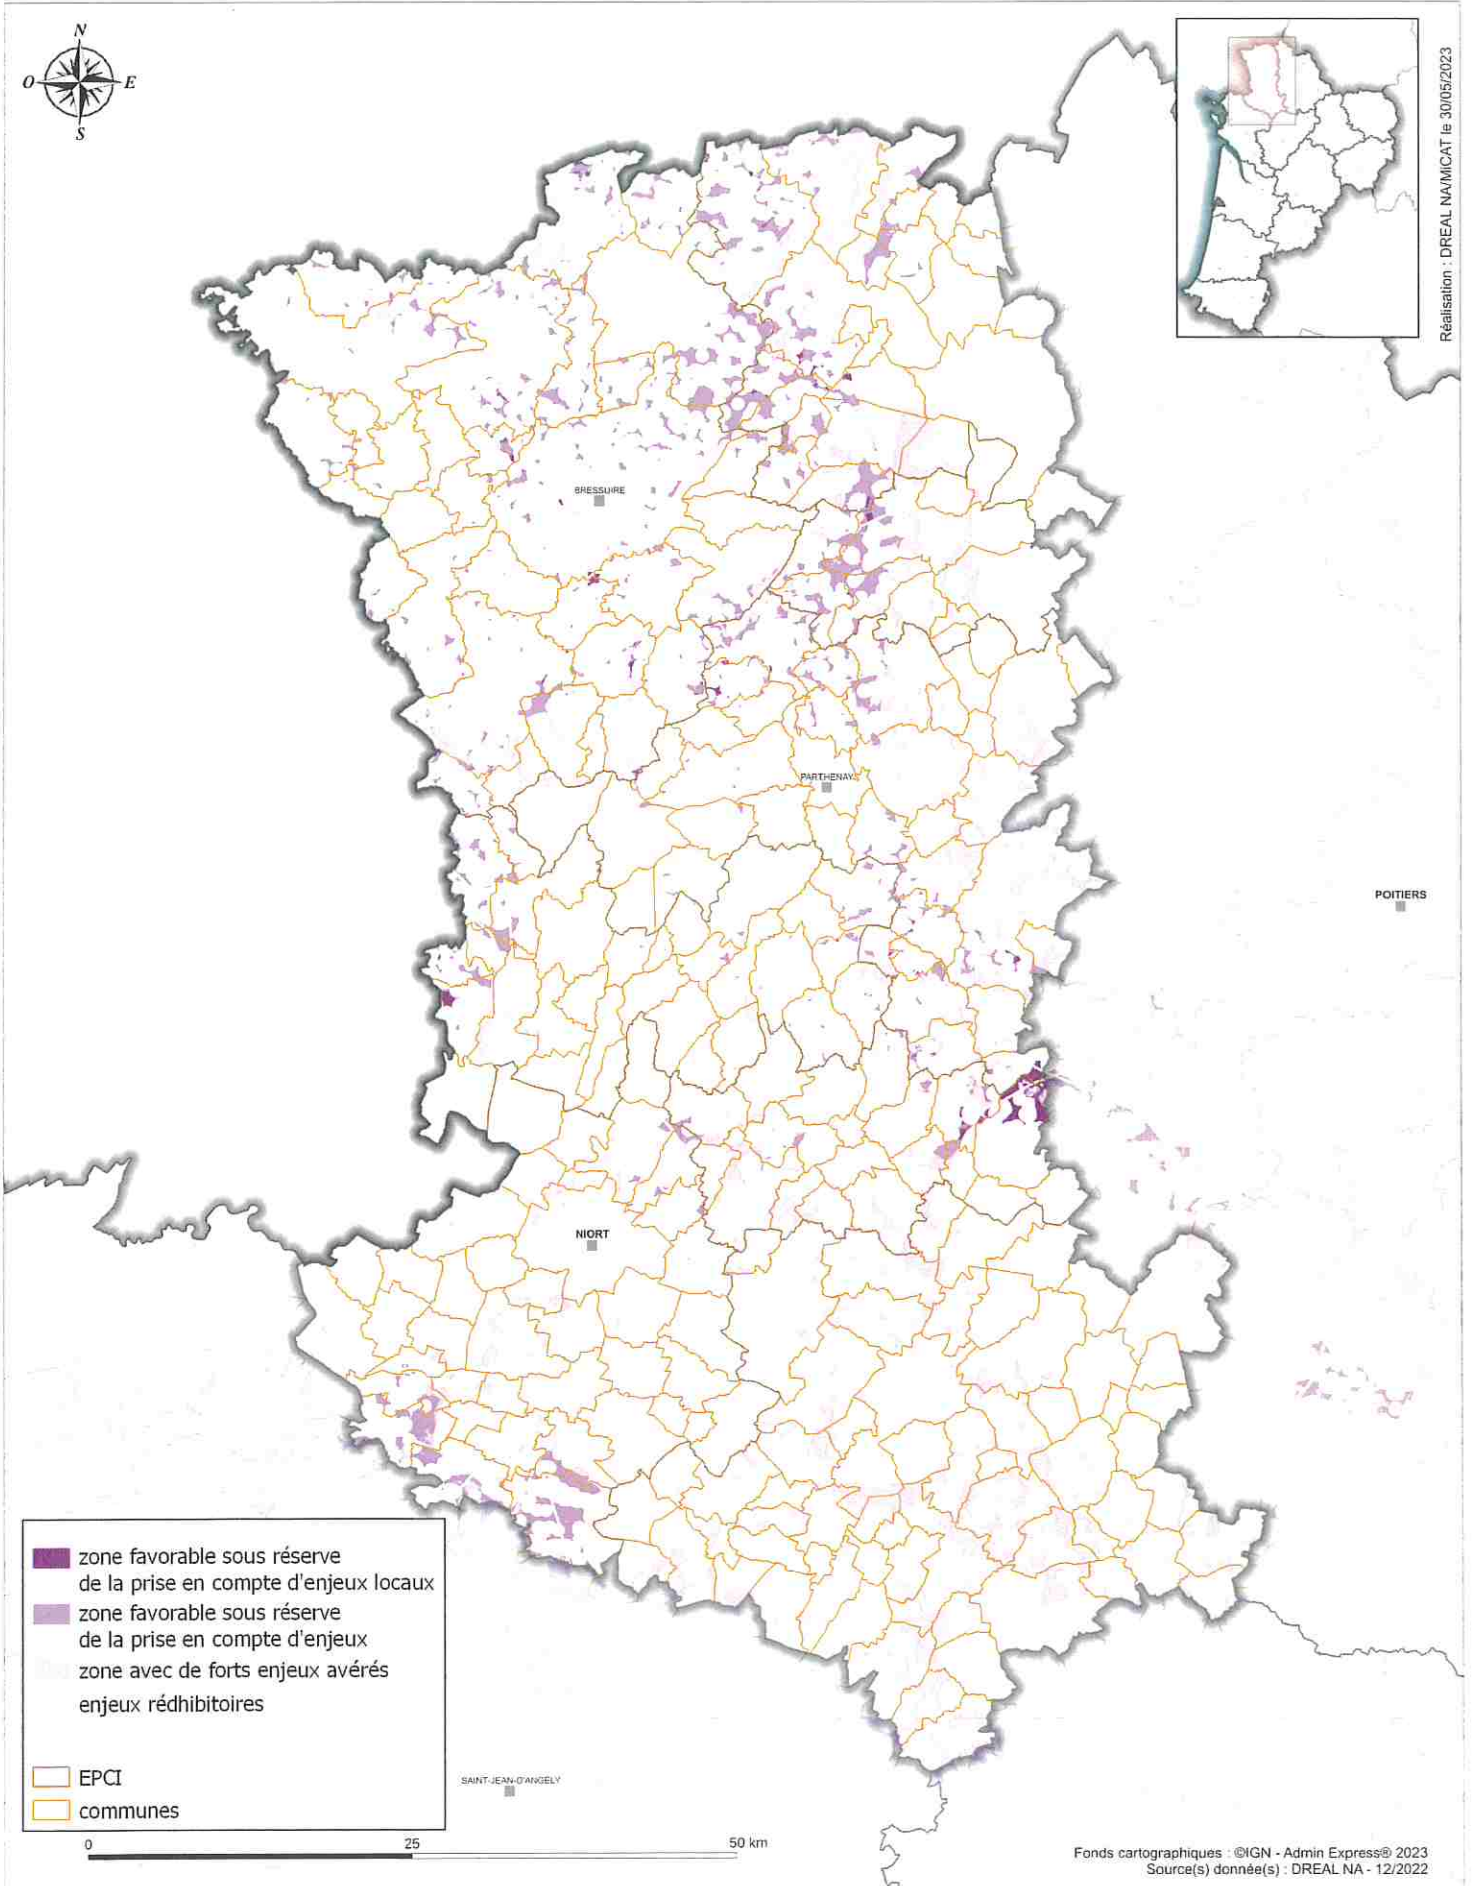 N
O
E
S
Réalisation : DREAL NA/MICAT le 30/05/2023
BRESSUIRE
PARTHENAY
POITIERS
NIORT
zone favorable sous réserve
de la prise en compte d'enjeux locaux
zone favorable sous réserve
de la prise en compte d'enjeux
zone avec de forts enjeux avérés
enjeux rédhibitoires
EPCI
communes
SAINT-JEAN-D'ANGÉLY
0
25
50 km
Fonds cartographiques : ©IGN - Admin Express® 2023
Source(s) donnée(s) : DREAL NA - 12/2022